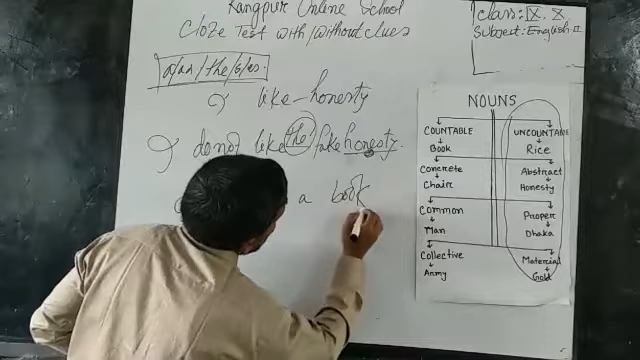 Rangpur Online School
Cloze Test with/without clues
class: IX, X
Subject: English II
a/an/the/s/es.
I like - honesty
I do not like the fake honesty.
a book
NOUNS
COUNTABLE
Book
Concrete
Chair
Common
Man
Collective
Army
UNCOUNTABLE
Rice
Abstract
Honesty
Proper
Dhaka
Material
Gold